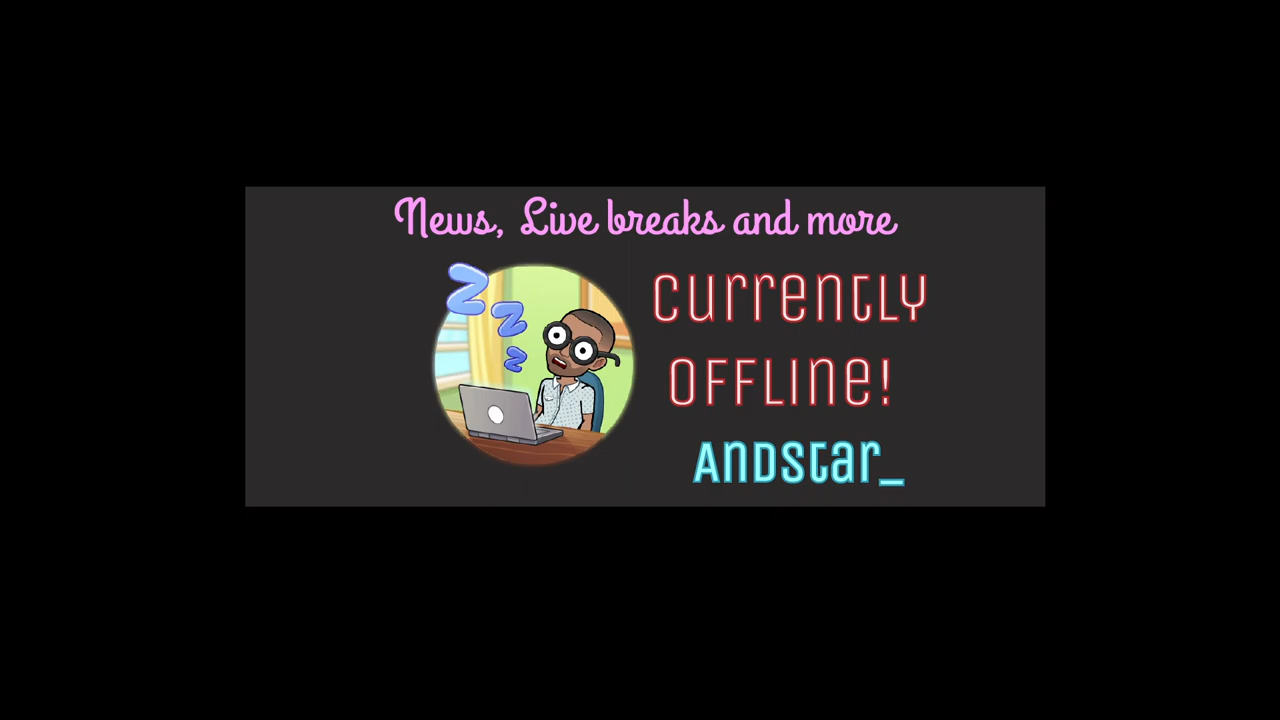 News, Live breaks and more
Z
Z
Z
Currently
OFFLINE!
Andstar_